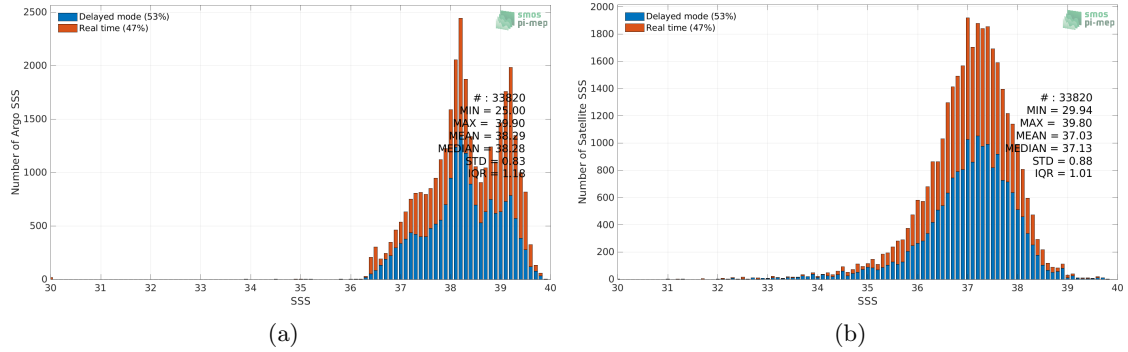 Delayed mode (53%)
Real time (47%)
smos
pi-mep
2500
2000
1500
1000
500
0
Number of Argo SSS
# : 33820
MIN = 25.00
MAX = 39.90
MEAN = 38.29
MEDIAN = 38.28
STD = 0.83
IQR = 1.18
30 31 32 33 34 35 36 37 38 39 40
SSS
(a)
Delayed mode (53%)
Real time (47%)
smos
pi-mep
2000
1800
1600
1400
1200
1000
800
600
400
200
0
Number of Satellite SSS
# : 33820
MIN = 29.94
MAX = 39.80
MEAN = 37.03
MEDIAN = 37.13
STD = 0.88
IQR = 1.01
30 31 32 33 34 35 36 37 38 39 40
SSS
(b)